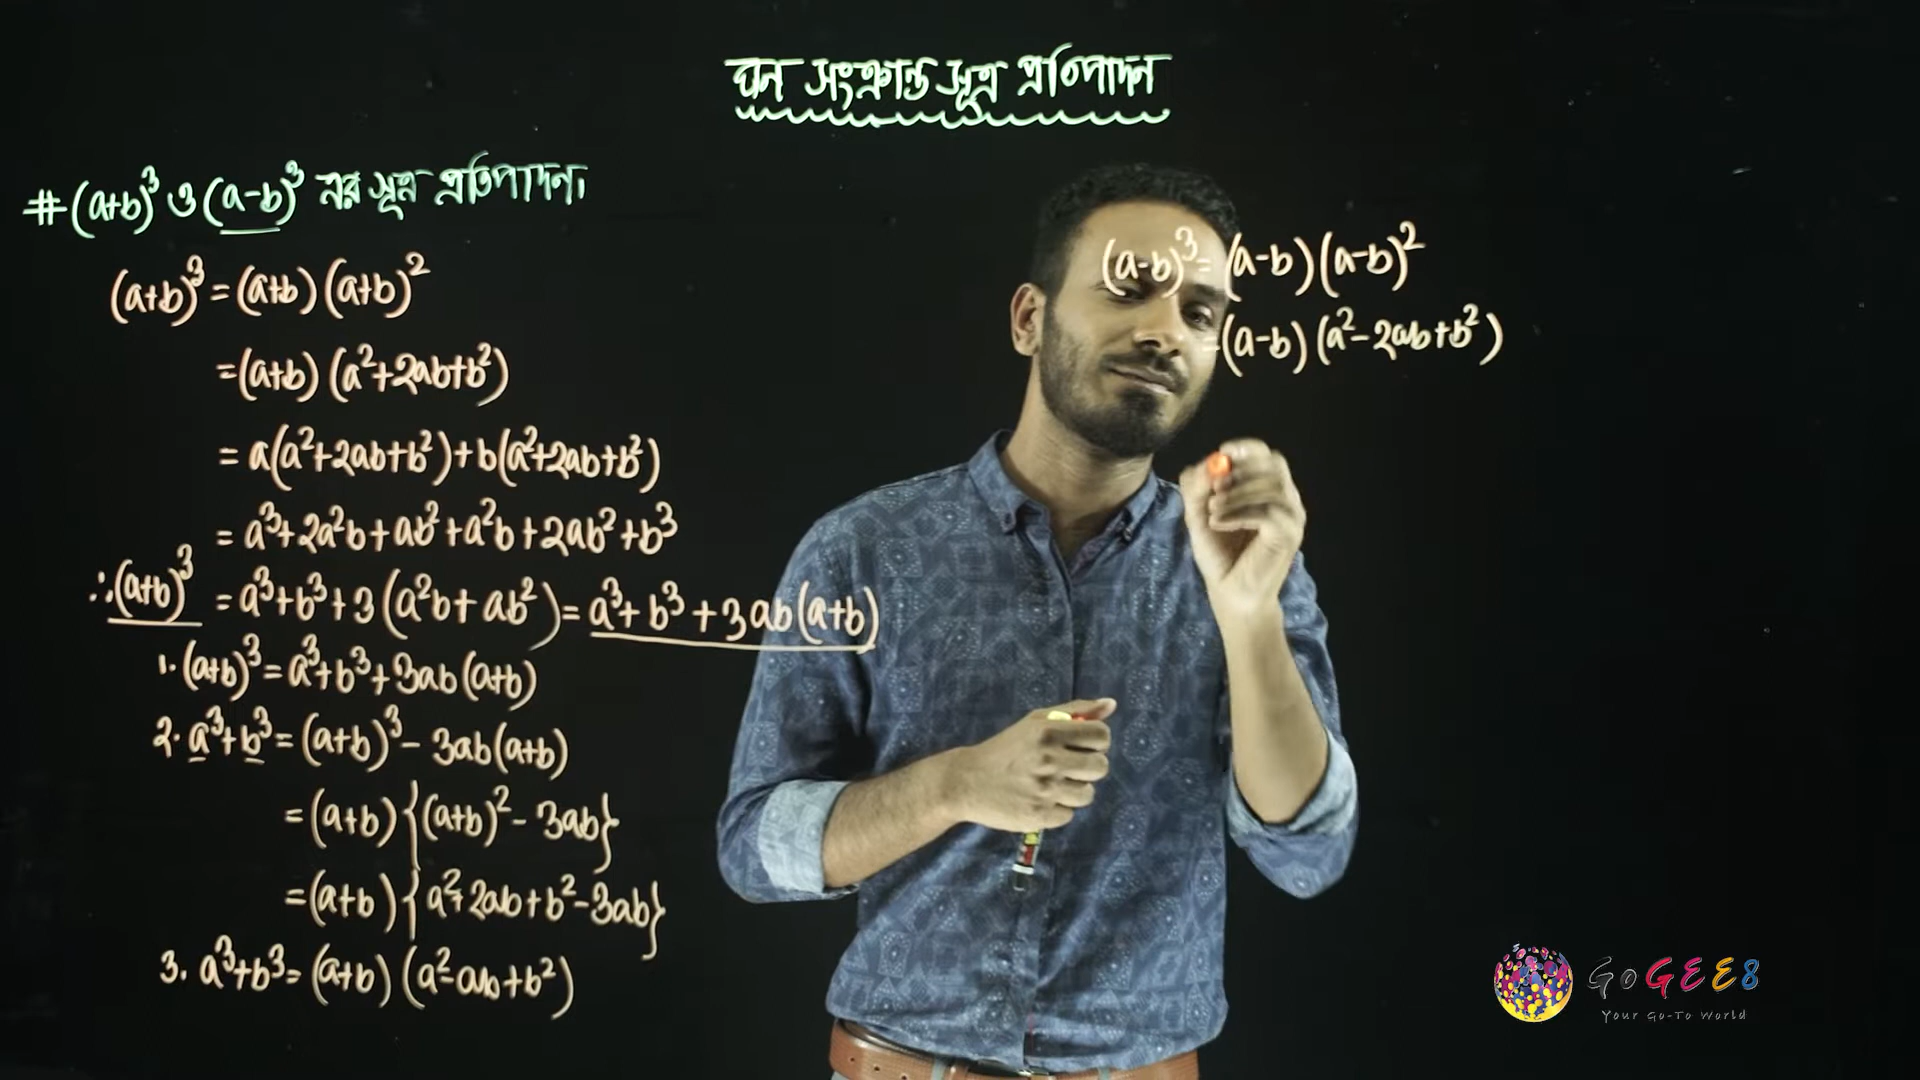 ঘন সংক্রান্ত সূত্র প্রতিপাদন
# (a+b)³ ও (a-b)³ এর সূত্র প্রতিপাদন।
(a+b)³ = (a+b) (a+b)²
= (a+b) (a²+2ab+b²)
= a(a²+2ab+b²)+b(a²+2ab+b²)
= a³+2a²b+ab²+a²b+2ab²+b³
∴(a+b)³ = a³+b³+3(a²b+ab²) = a³+b³+3ab(a+b)
1. (a+b)³ = a³+b³+3ab(a+b)
2. a³+b³ = (a+b)³- 3ab(a+b)
= (a+b) {(a+b)²- 3ab}
= (a+b) {a²+2ab+b²-3ab}
3. a³+b³ = (a+b) (a²-ab+b²)
(a-b)³ = (a-b) (a-b)²
= (a-b) (a²-2ab+b²)
GOGEE8
Your Go-To World